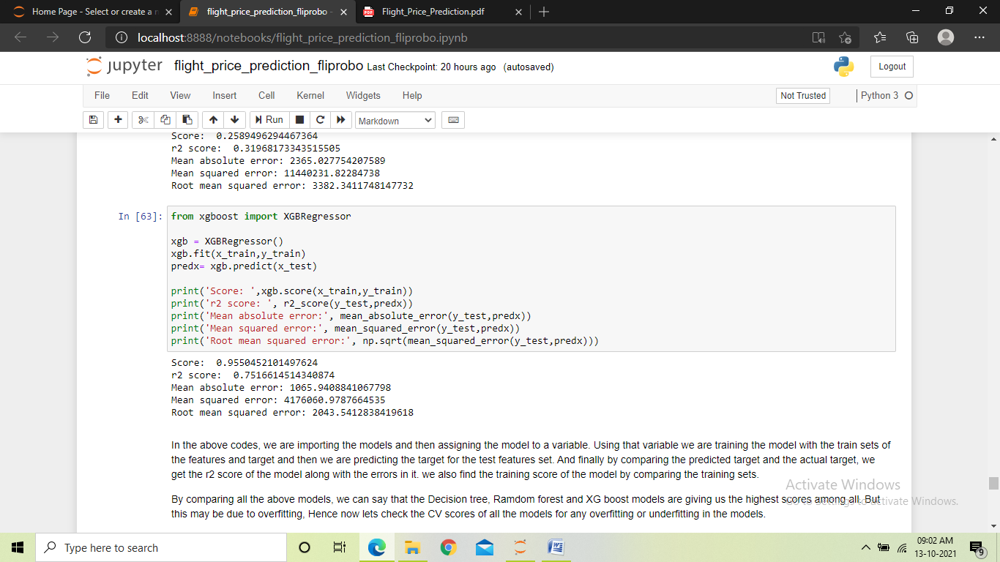 Home Page - Select or create a n
flight_price_prediction_fliprobo -
PDF
Flight_Price_Prediction.pdf
localhost:8888/notebooks/flight_price_prediction_fliprobo.ipynb
jupyter flight_price_prediction_fliprobo Last Checkpoint: 20 hours ago (autosaved)
Logout
File Edit View Insert Cell Kernel Widgets Help
Not Trusted
Python 3
Run
Markdown
Score:  0.2589496294467364
r2 score:  0.31968173343515505
Mean absolute error: 2365.027754207589
Mean squared error: 11440231.82284738
Root mean squared error: 3382.3411748147732
In [63]: from xgboost import XGBRegressor
xgb = XGBRegressor()
xgb.fit(x_train,y_train)
predx= xgb.predict(x_test)
print('Score: ',xgb.score(x_train,y_train))
print('r2 score: ', r2_score(y_test,predx))
print('Mean absolute error:', mean_absolute_error(y_test,predx))
print('Mean squared error:', mean_squared_error(y_test,predx))
print('Root mean squared error:', np.sqrt(mean_squared_error(y_test,predx)))
Score:  0.9550452101497624
r2 score:  0.7516614514340874
Mean absolute error: 1065.9408841067798
Mean squared error: 4176060.9787664535
Root mean squared error: 2043.5412838419618
In the above codes, we are importing the models and then assigning the model to a variable. Using that variable we are training the model with the train sets of
the features and target and then we are predicting the target for the test features set. And finally by comparing the predicted target and the actual target, we
get the r2 score of the model along with the errors in it. we also find the training score of the model by comparing the training sets.
By comparing all the above models, we can say that the Decision tree, Ramdom forest and XG boost models are giving us the highest scores among all. But
this may be due to overfitting, Hence now lets check the CV scores of all the models for any overfitting or underfitting in the models.
Activate Windows
Go to Settings to activate Windows.
Type here to search
W
09:02 AM
13-10-2021
9